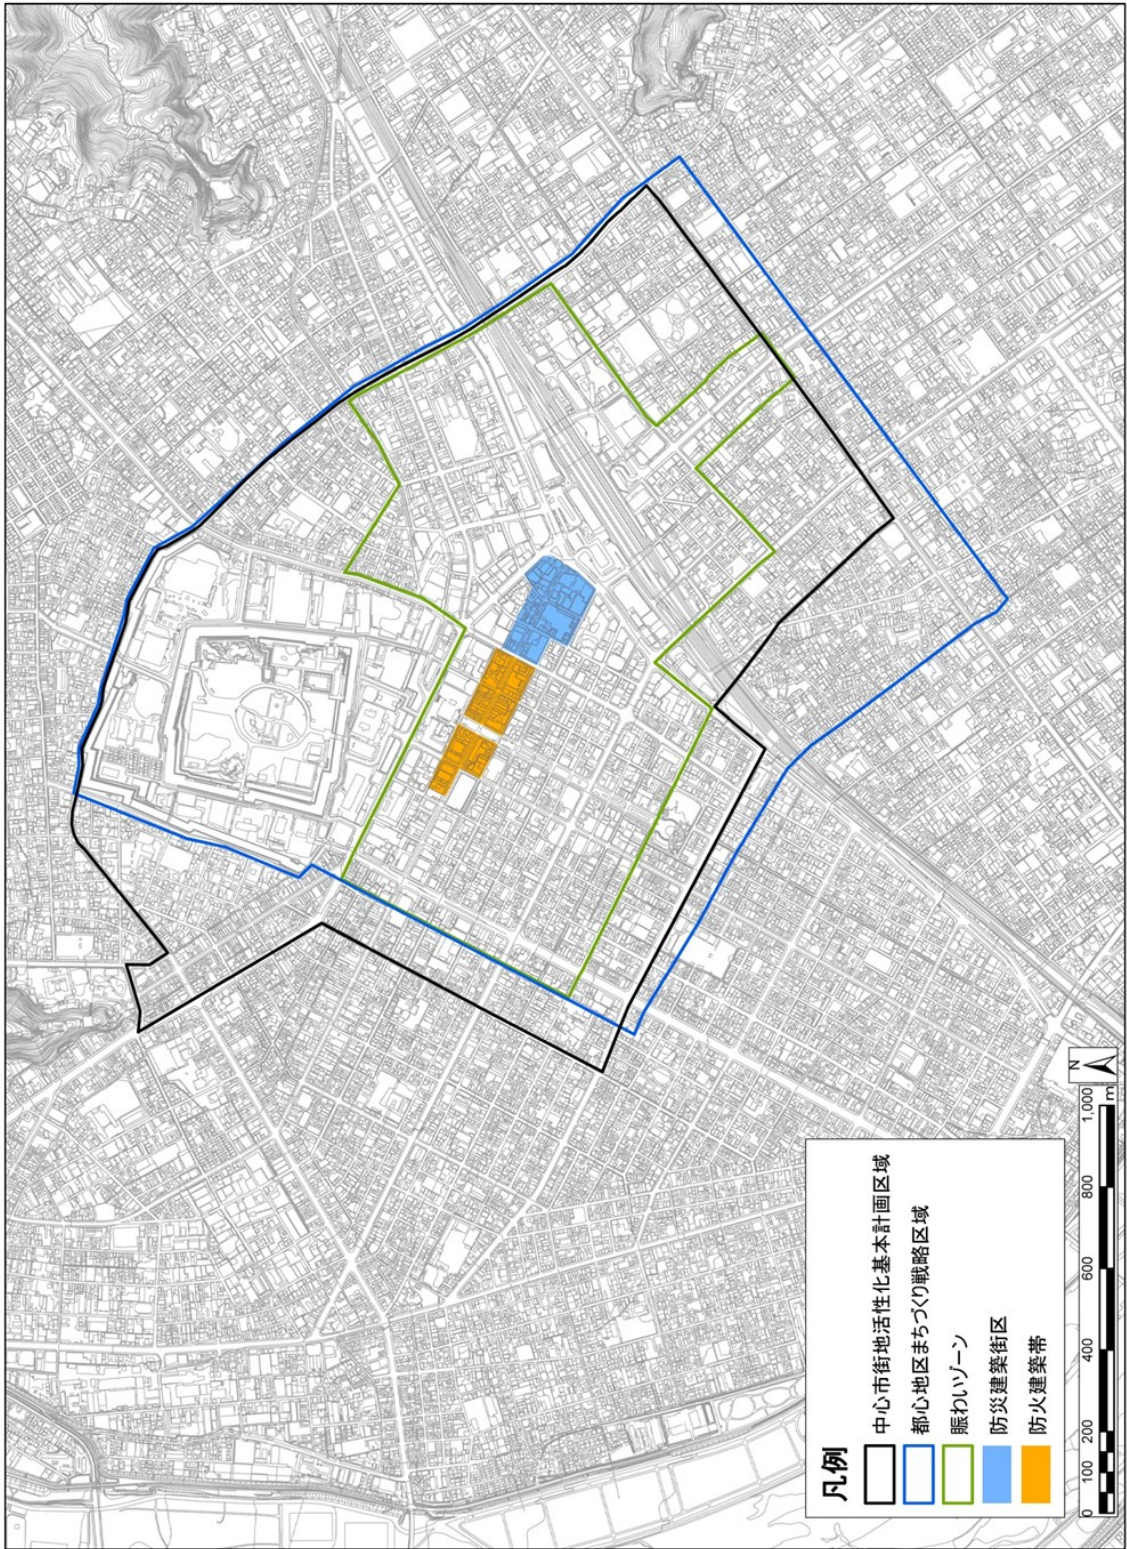 凡例
中心市街地活性化基本計画区域
都心地区まちづくり戦略区域
賑わいゾーン
防災建築街区
防火建築帯
0 100 200 400 600 800 1,000
m
N